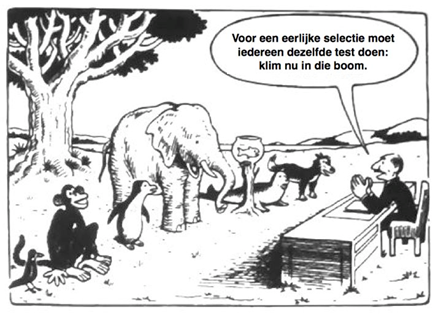 Voor een eerlijke selectie moet
iedereen dezelfde test doen:
klim nu in die boom.